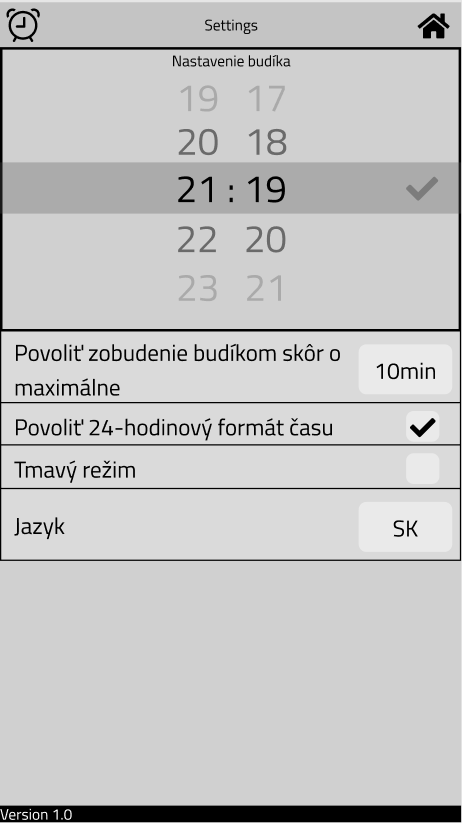 Settings
Nastavenie budíka
19 17
20 18
21 : 19
22 20
23 21
Povoliť zobudenie budíkom skôr o
maximálne
10min
Povoliť 24-hodinový formát času
Tmavý režim
Jazyk
SK
Version 1.0